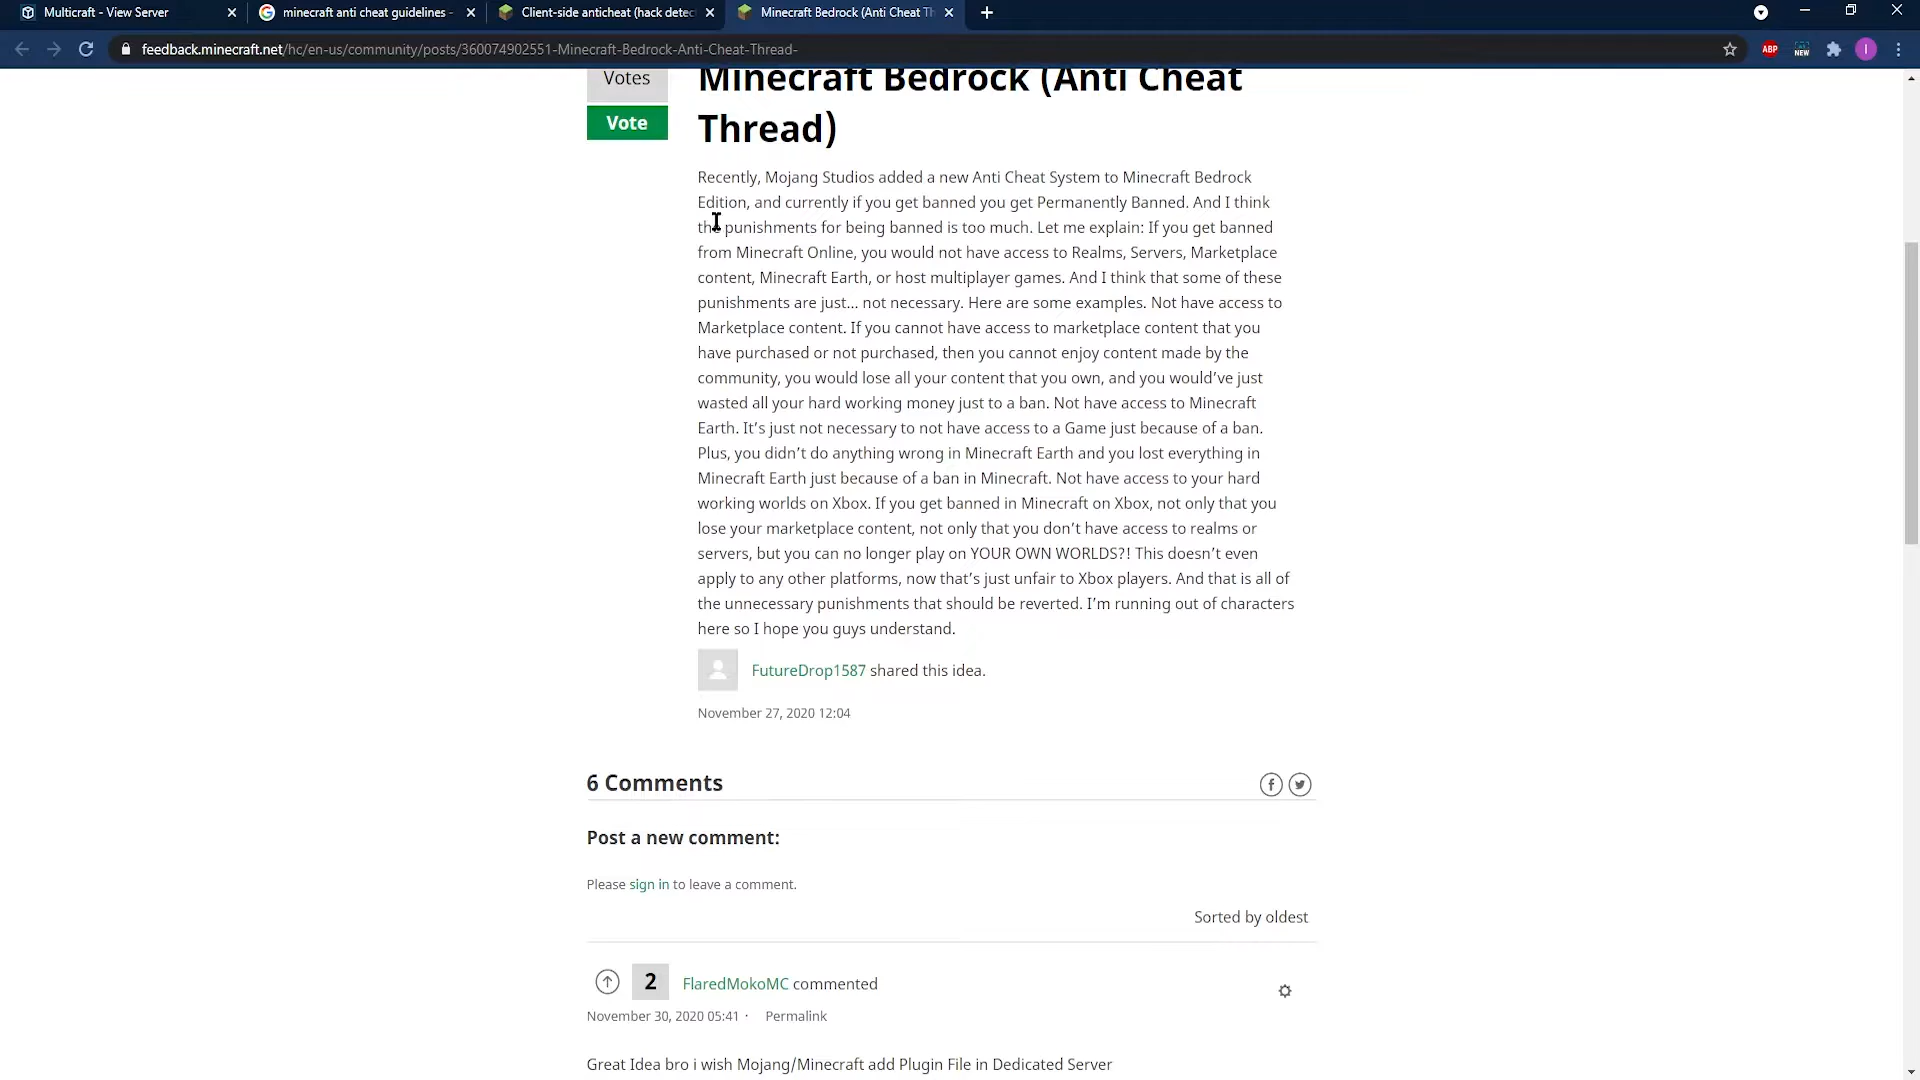 Multicraft - View Server
minecraft anti cheat guidelines -
Client-side anticheat (hack detec
Minecraft Bedrock (Anti Cheat Th
feedback.minecraft.net/hc/en-us/community/posts/360074902551-Minecraft-Bedrock-Anti-Cheat-Thread-
ABP
NEW
I
Votes
Vote
Minecraft Bedrock (Anti Cheat
Thread)
Recently, Mojang Studios added a new Anti Cheat System to Minecraft Bedrock
Edition, and currently if you get banned you get Permanently Banned. And I think
the punishments for being banned is too much. Let me explain: If you get banned
from Minecraft Online, you would not have access to Realms, Servers, Marketplace
content, Minecraft Earth, or host multiplayer games. And I think that some of these
punishments are just... not necessary. Here are some examples. Not have access to
Marketplace content. If you cannot have access to marketplace content that you
have purchased or not purchased, then you cannot enjoy content made by the
community, you would lose all your content that you own, and you would've just
wasted all your hard working money just to a ban. Not have access to Minecraft
Earth. It's just not necessary to not have access to a Game just because of a ban.
Plus, you didn't do anything wrong in Minecraft Earth and you lost everything in
Minecraft Earth just because of a ban in Minecraft. Not have access to your hard
working worlds on Xbox. If you get banned in Minecraft on Xbox, not only that you
lose your marketplace content, not only that you don't have access to realms or
servers, but you can no longer play on YOUR OWN WORLDS?! This doesn't even
apply to any other platforms, now that's just unfair to Xbox players. And that is all of
the unnecessary punishments that should be reverted. I'm running out of characters
here so I hope you guys understand.
FutureDrop1587 shared this idea.
November 27, 2020 12:04
6 Comments
Post a new comment:
Please sign in to leave a comment.
Sorted by oldest
2
FlaredMokoMC commented
November 30, 2020 05:41 · Permalink
Great Idea bro i wish Mojang/Minecraft add Plugin File in Dedicated Server